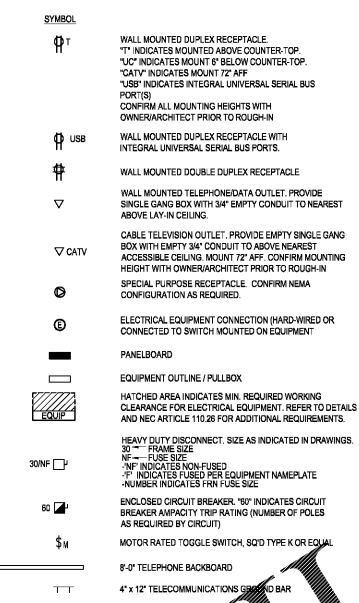 SYMBOL
T
WALL MOUNTED DUPLEX RECEPTACLE.
"T" INDICATES MOUNTED ABOVE COUNTER-TOP.
"UC" INDICATES MOUNT 6" BELOW COUNTER-TOP.
"CATV" INDICATES MOUNT 72" AFF
"USB" INDICATES INTEGRAL UNIVERSAL SERIAL BUS
PORT(S)
CONFIRM ALL MOUNTING HEIGHTS WITH
OWNER/ARCHITECT PRIOR TO ROUGH-IN
USB
WALL MOUNTED DUPLEX RECEPTACLE WITH
INTEGRAL UNIVERSAL SERIAL BUS PORTS.
WALL MOUNTED DOUBLE DUPLEX RECEPTACLE
WALL MOUNTED TELEPHONE/DATA OUTLET. PROVIDE
SINGLE GANG BOX WITH 3/4" EMPTY CONDUIT TO NEAREST
ABOVE LAY-IN CEILING.
CATV
CABLE TELEVISION OUTLET. PROVIDE EMPTY SINGLE GANG
BOX WITH EMPTY 3/4" CONDUIT TO ABOVE NEAREST
ACCESSIBLE CEILING. MOUNT 72" AFF. CONFIRM MOUNTING
HEIGHT WITH OWNER/ARCHITECT PRIOR TO ROUGH-IN
SPECIAL PURPOSE RECEPTACLE. CONFIRM NEMA
CONFIGURATION AS REQUIRED.
E
ELECTRICAL EQUIPMENT CONNECTION (HARD-WIRED OR
CONNECTED TO SWITCH MOUNTED ON EQUIPMENT
PANELBOARD
EQUIPMENT OUTLINE / PULLBOX
EQUIP
HATCHED AREA INDICATES MIN. REQUIRED WORKING
CLEARANCE FOR ELECTRICAL EQUIPMENT. REFER TO DETAILS
AND NEC ARTICLE 110.26 FOR ADDITIONAL REQUIREMENTS.
30/NF
HEAVY DUTY DISCONNECT. SIZE AS INDICATED IN DRAWINGS.
30 FRAME SIZE
NF FUSE SIZE
-'NF' INDICATES NON-FUSED
-'F' INDICATES FUSED PER EQUIPMENT NAMEPLATE
-NUMBER INDICATES FRN FUSE SIZE
60
ENCLOSED CIRCUIT BREAKER. "60" INDICATES CIRCUIT
BREAKER AMPACITY TRIP RATING (NUMBER OF POLES
AS REQUIRED BY CIRCUIT)
$M
MOTOR RATED TOGGLE SWITCH, SQ'D TYPE K OR EQUAL
8'-0" TELEPHONE BACKBOARD
4" x 12" TELECOMMUNICATIONS GROUND BAR